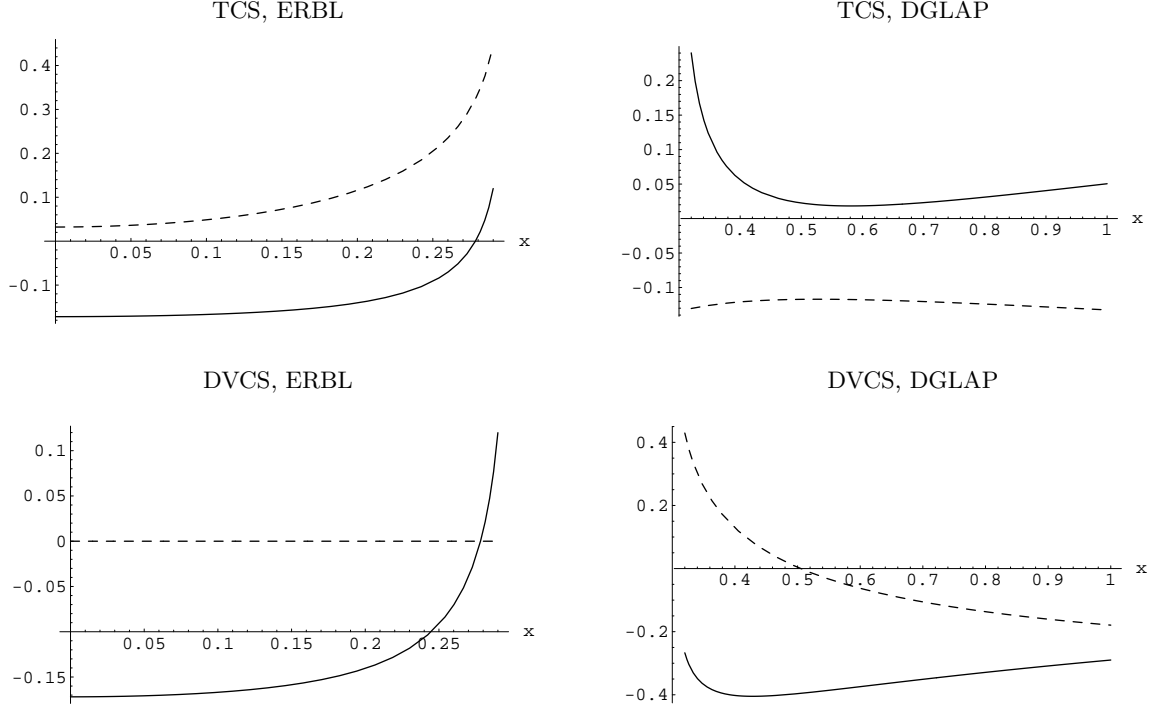 TCS, ERBL
0.4
0.3
0.2
0.1
-0.1
0.05 0.1 0.15 0.2 0.25 x
TCS, DGLAP
0.2
0.15
0.1
0.05
-0.05
-0.1
0.4 0.5 0.6 0.7 0.8 0.9 1 x
DVCS, ERBL
0.1
0.05
0
-0.05
-0.15
0.05 0.1 0.15 0.2 0.25 x
DVCS, DGLAP
0.4
0.2
-0.2
-0.4
0.4 0.5 0.6 0.7 0.8 0.9 1 x